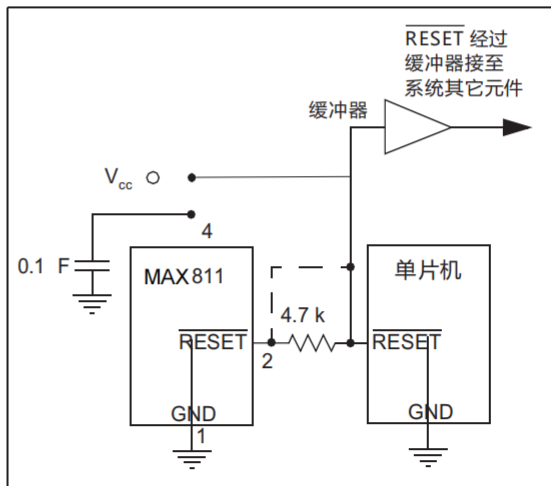 RESET 经过
缓冲器接至
系统其它元件
缓冲器
Vcc
4
0.1 F
MAX811
单片机
4.7 k
RESET
2
RESET
GND
1
GND